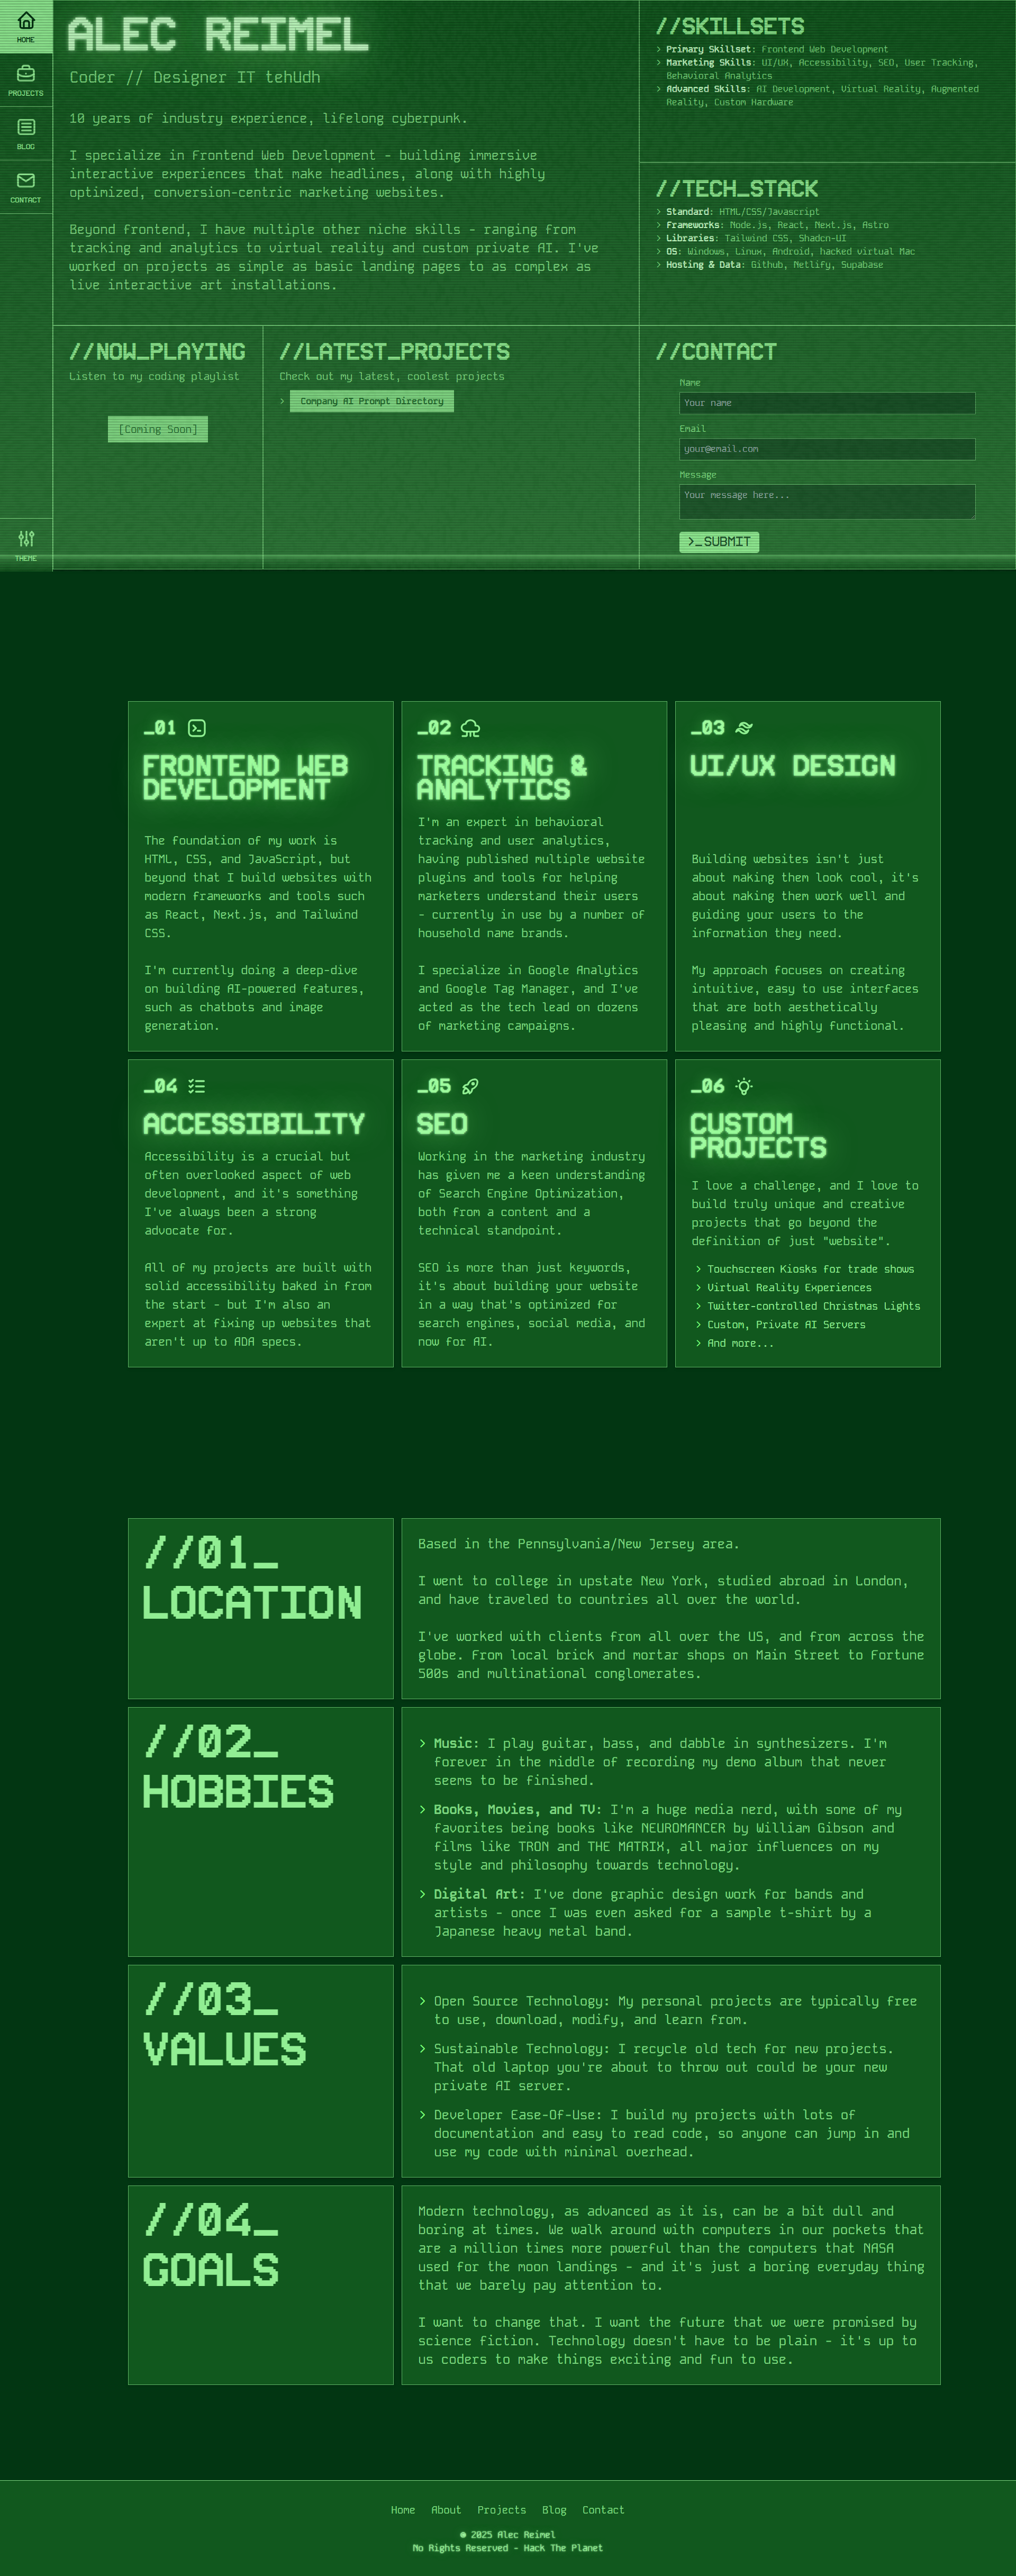 HOME
PROJECTS
BLOG
CONTACT
THEME
ALEC REIMEL
Coder // Designer IT tehUdh
10 years of industry experience, lifelong cyberpunk.
I specialize in Frontend Web Development - building immersive
interactive experiences that make headlines, along with highly
optimized, conversion-centric marketing websites.
Beyond frontend, I have multiple other niche skills - ranging from
tracking and analytics to virtual reality and custom private AI. I've
worked on projects as simple as basic landing pages to as complex as
live interactive art installations.
//SKILLSETS
> Primary Skillset: Frontend Web Development
> Marketing Skills: UI/UX, Accessibility, SEO, User Tracking,
Behavioral Analytics
> Advanced Skills: AI Development, Virtual Reality, Augmented
Reality, Custom Hardware
//TECH_STACK
> Standard: HTML/CSS/Javascript
> Frameworks: Node.js, React, Next.js, Astro
> Libraries: Tailwind CSS, Shadcn-UI
> OS: Windows, Linux, Android, hacked virtual Mac
> Hosting & Data: Github, Netlify, Supabase
//NOW_PLAYING
Listen to my coding playlist
[Coming Soon]
//LATEST_PROJECTS
Check out my latest, coolest projects
> Company AI Prompt Directory
//CONTACT
Name
Your name
Email
your@email.com
Message
Your message here...
>_SUBMIT
_01
FRONTEND WEB
DEVELOPMENT
The foundation of my work is
HTML, CSS, and JavaScript, but
beyond that I build websites with
modern frameworks and tools such
as React, Next.js, and Tailwind
CSS.
I'm currently doing a deep-dive
on building AI-powered features,
such as chatbots and image
generation.
_02
TRACKING &
ANALYTICS
I'm an expert in behavioral
tracking and user analytics,
having published multiple website
plugins and tools for helping
marketers understand their users
- currently in use by a number of
household name brands.
I specialize in Google Analytics
and Google Tag Manager, and I've
acted as the tech lead on dozens
of marketing campaigns.
_03
UI/UX DESIGN
Building websites isn't just
about making them look cool, it's
about making them work well and
guiding your users to the
information they need.
My approach focuses on creating
intuitive, easy to use interfaces
that are both aesthetically
pleasing and highly functional.
_04
ACCESSIBILITY
Accessibility is a crucial but
often overlooked aspect of web
development, and it's something
I've always been a strong
advocate for.
All of my projects are built with
solid accessibility baked in from
the start - but I'm also an
expert at fixing up websites that
aren't up to ADA specs.
_05
SEO
Working in the marketing industry
has given me a keen understanding
of Search Engine Optimization,
both from a content and a
technical standpoint.
SEO is more than just keywords,
it's about building your website
in a way that's optimized for
search engines, social media, and
now for AI.
_06
CUSTOM
PROJECTS
I love a challenge, and I love to
build truly unique and creative
projects that go beyond the
definition of just "website".
> Touchscreen Kiosks for trade shows
> Virtual Reality Experiences
> Twitter-controlled Christmas Lights
> Custom, Private AI Servers
> And more...
//01_
LOCATION
Based in the Pennsylvania/New Jersey area.
I went to college in upstate New York, studied abroad in London,
and have traveled to countries all over the world.
I've worked with clients from all over the US, and from across the
globe. From local brick and mortar shops on Main Street to Fortune
500s and multinational conglomerates.
//02_
HOBBIES
> Music: I play guitar, bass, and dabble in synthesizers. I'm
forever in the middle of recording my demo album that never
seems to be finished.
> Books, Movies, and TV: I'm a huge media nerd, with some of my
favorites being books like NEUROMANCER by William Gibson and
films like TRON and THE MATRIX, all major influences on my
style and philosophy towards technology.
> Digital Art: I've done graphic design work for bands and
artists - once I was even asked for a sample t-shirt by a
Japanese heavy metal band.
//03_
VALUES
> Open Source Technology: My personal projects are typically free
to use, download, modify, and learn from.
> Sustainable Technology: I recycle old tech for new projects.
That old laptop you're about to throw out could be your new
private AI server.
> Developer Ease-Of-Use: I build my projects with lots of
documentation and easy to read code, so anyone can jump in and
use my code with minimal overhead.
//04_
GOALS
Modern technology, as advanced as it is, can be a bit dull and
boring at times. We walk around with computers in our pockets that
are a million times more powerful than the computers that NASA
used for the moon landings - and it's just a boring everyday thing
that we barely pay attention to.
I want to change that. I want the future that we were promised by
science fiction. Technology doesn't have to be plain - it's up to
us coders to make things exciting and fun to use.
Home About Projects Blog Contact
© 2025 Alec Reimel
No Rights Reserved - Hack The Planet